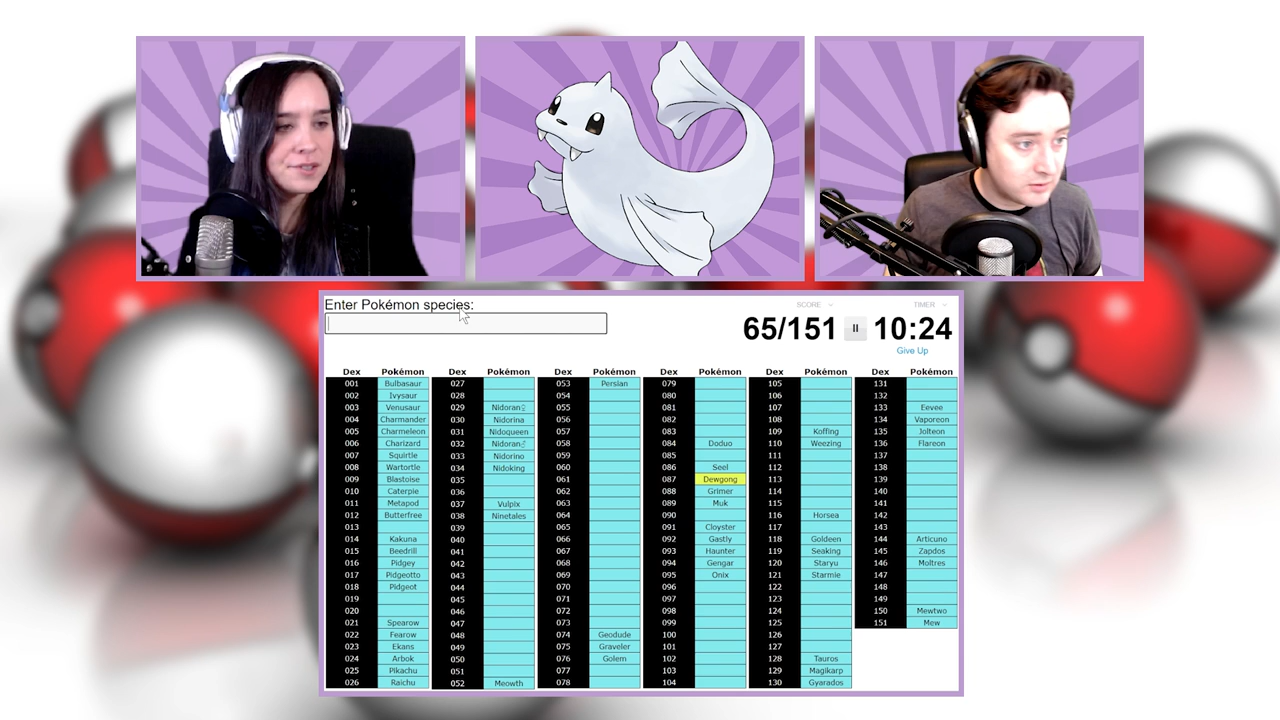 Enter Pokémon species:
SCORE
TIMER
65/151
10:24
Give Up
Dex Pokémon Dex Pokémon Dex Pokémon Dex Pokémon Dex Pokémon Dex Pokémon
001 Bulbasaur 027 053 Persian 079 105 131
002 Ivysaur 028 054 080 106 132
003 Venusaur 029 Nidoran♀ 055 081 107 133 Eevee
004 Charmander 030 Nidorina 056 082 108 134 Vaporeon
005 Charmeleon 031 Nidoqueen 057 083 109 Koffing 135 Jolteon
006 Charizard 032 Nidoran♂ 058 084 Doduo 110 Weezing 136 Flareon
007 Squirtle 033 Nidorino 059 085 111 137
008 Wartortle 034 Nidoking 060 086 Seel 112 138
009 Blastoise 035 061 087 Dewgong 113 139
010 Caterpie 036 062 088 Grimer 114 140
011 Metapod 037 Vulpix 063 089 Muk 115 141
012 Butterfree 038 Ninetales 064 090 116 Horsea 142
013 039 065 091 Cloyster 117 143
014 Kakuna 040 066 092 Gastly 118 Goldeen 144 Articuno
015 Beedrill 041 067 093 Haunter 119 Seaking 145 Zapdos
016 Pidgey 042 068 094 Gengar 120 Staryu 146 Moltres
017 Pidgeotto 043 069 095 Onix 121 Starmie 147
018 Pidgeot 044 070 096 122 148
019 045 071 097 123 149
020 046 072 098 124 150 Mewtwo
021 Spearow 047 073 099 125 151 Mew
022 Fearow 048 074 Geodude 100 126
023 Ekans 049 075 Graveler 101 127
024 Arbok 050 076 Golem 102 128 Tauros
025 Pikachu 051 077 103 129 Magikarp
026 Raichu 052 Meowth 078 104 130 Gyarados